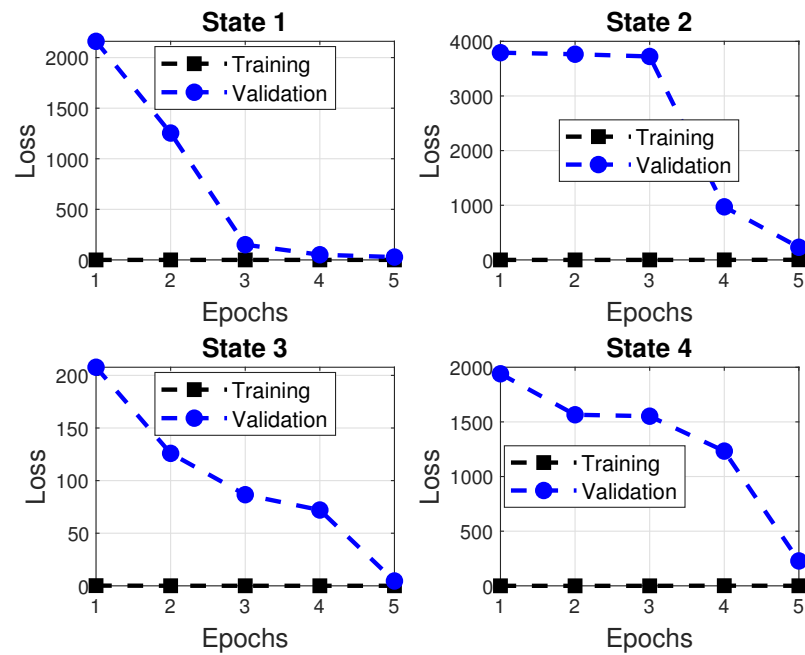 State 1
2000
1500
1000
500
0
Loss
Training
Validation
1 2 3 4 5
Epochs
State 2
4000
3000
2000
1000
0
Loss
Training
Validation
1 2 3 4 5
Epochs
State 3
200
150
100
50
0
Loss
Training
Validation
1 2 3 4 5
Epochs
State 4
2000
1500
1000
500
0
Loss
Training
Validation
1 2 3 4 5
Epochs